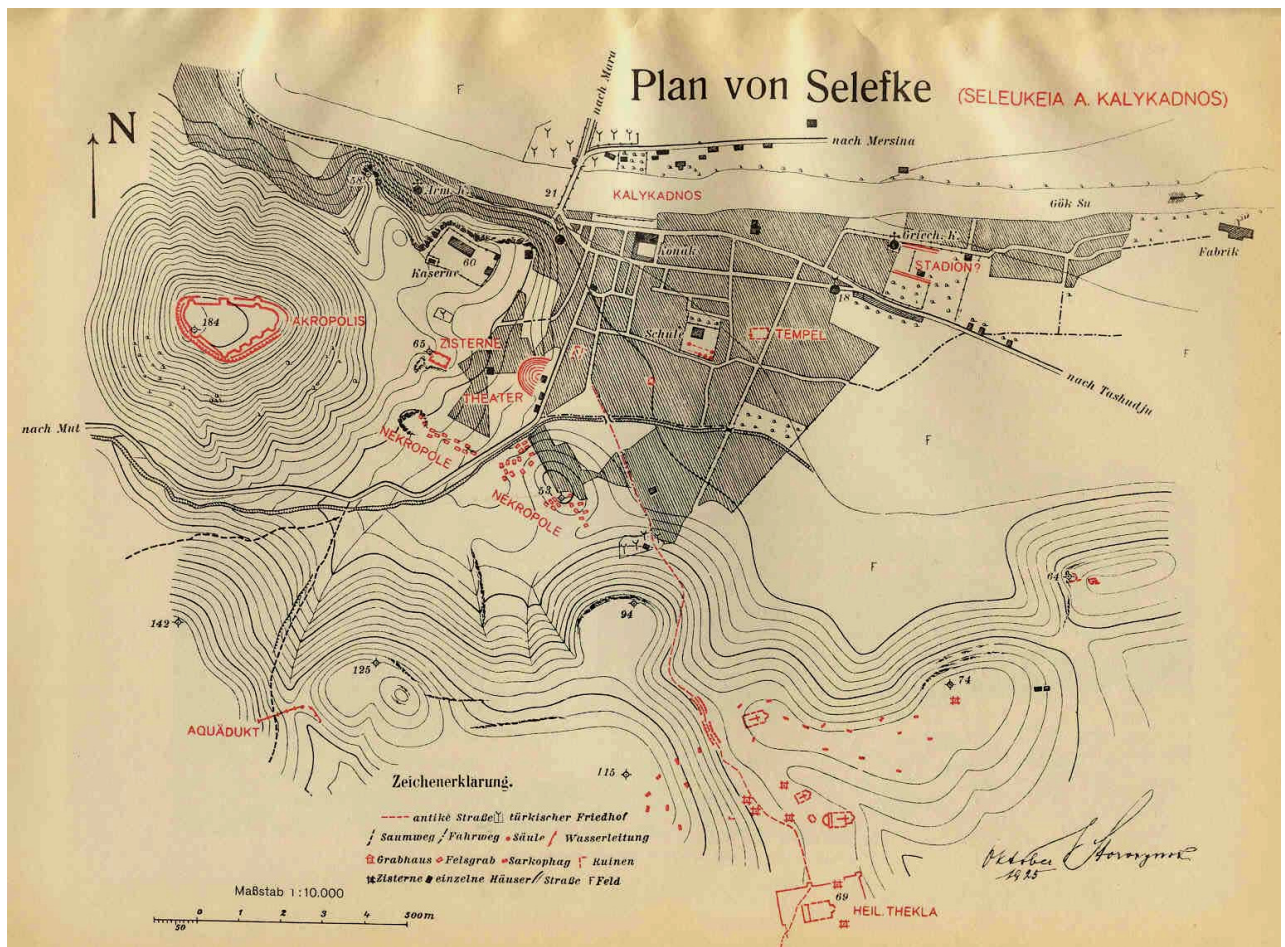 Plan von Selefke (SELEUKEIA A. KALYKADNOS)
N
nach Mara
F
nach Mersina
58
Arm. K.
21
KALYKADNOS
Gök Su
Griech. K.
Fabrik
Kaserne
60
Konak
STADION?
18
AKROPOLIS
184
65
ZISTERNE
Schule
TEMPEL
F
THEATER
nach Tashudju
nach Mut
NEKROPOLE
F
NEKROPOLE
53
F
64
142
94
125
74
AQUÄDUKT
115
Zeichenerklärung.
antike Straße türkischer Friedhof
Saumweg Fahrweg Säule Wasserleitung
Grabhaus Felsgrab Sarkophag Ruinen
Zisterne einzelne Häuser Straße F Feld
Oktober
1925
Maßstab 1:10.000
0 1 2 3 4 500m
50
69
HEIL. THEKLA